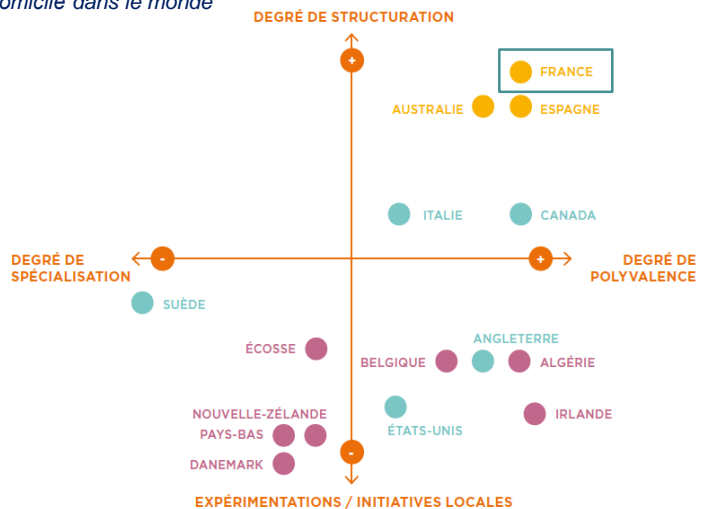 omicile dans le monde
DEGRÉ DE STRUCTURATION
+
FRANCE
AUSTRALIE
ESPAGNE
ITALIE
CANADA
DEGRÉ DE
SPÉCIALISATION
-
+
DEGRÉ DE
POLYVALENCE
SUÈDE
ÉCOSSE
ANGLETERRE
BELGIQUE
ALGÉRIE
NOUVELLE-ZÉLANDE
IRLANDE
ÉTATS-UNIS
PAYS-BAS
-
DANEMARK
EXPÉRIMENTATIONS / INITIATIVES LOCALES